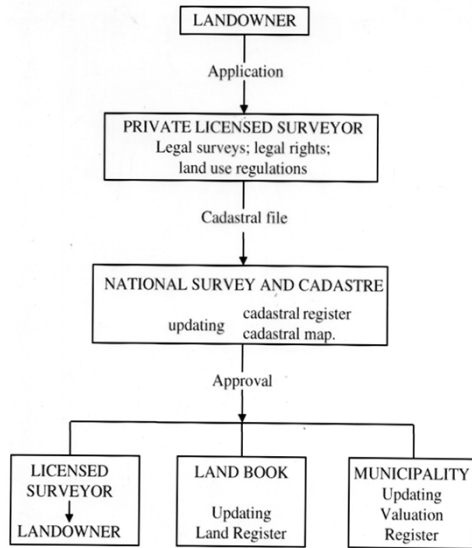 LANDOWNER
Application
PRIVATE LICENSED SURVEYOR
Legal surveys; legal rights;
land use regulations
Cadastral file
NATIONAL SURVEY AND CADASTRE
updating
cadastral register
cadastral map.
Approval
LICENSED
SURVEYOR
LANDOWNER
LAND BOOK
Updating
Land Register
MUNICIPALITY
Updating
Valuation
Register